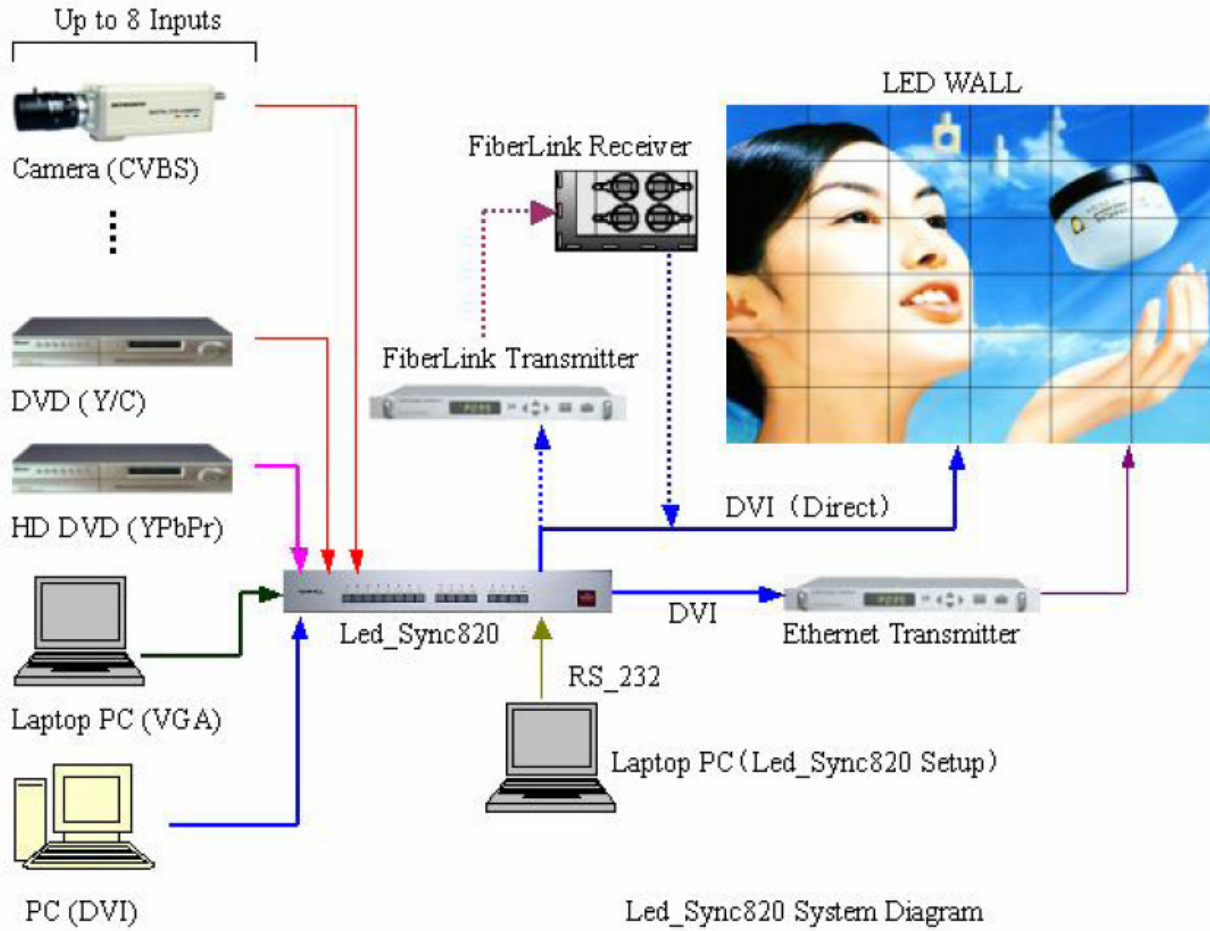 Up to 8 Inputs
LED WALL
FiberLink Receiver
Camera (CVBS)
FiberLink Transmitter
DVD (Y/C)
HD DVD (YPbPr)
DVI (Direct)
Led_Sync820
DVI
Ethernet Transmitter
RS_232
Laptop PC (VGA)
Laptop PC (Led_Sync820 Setup)
PC (DVI)
Led_Sync820 System Diagram